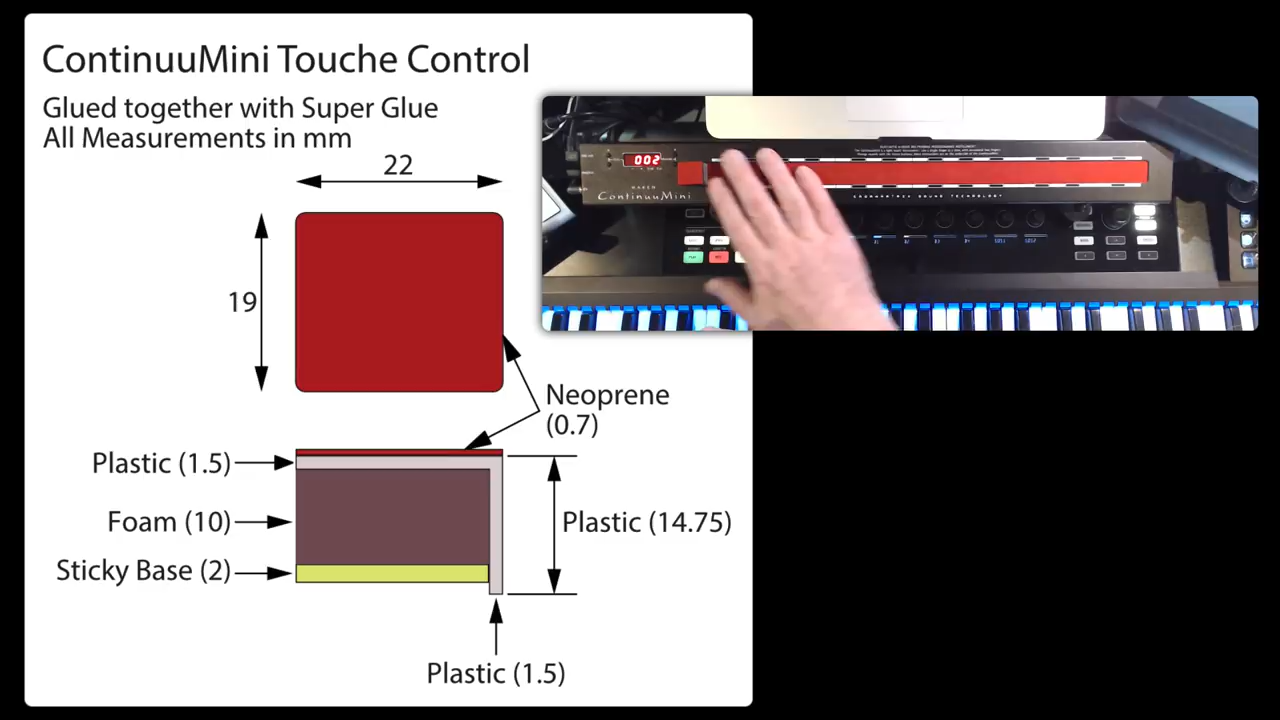 ContinuuMini Touche Control
Glued together with Super Glue
All Measurements in mm
22
19
Neoprene
(0.7)
Plastic (1.5)
Foam (10)
Plastic (14.75)
Sticky Base (2)
Plastic (1.5)
002
HAKEN
ContinuuMini